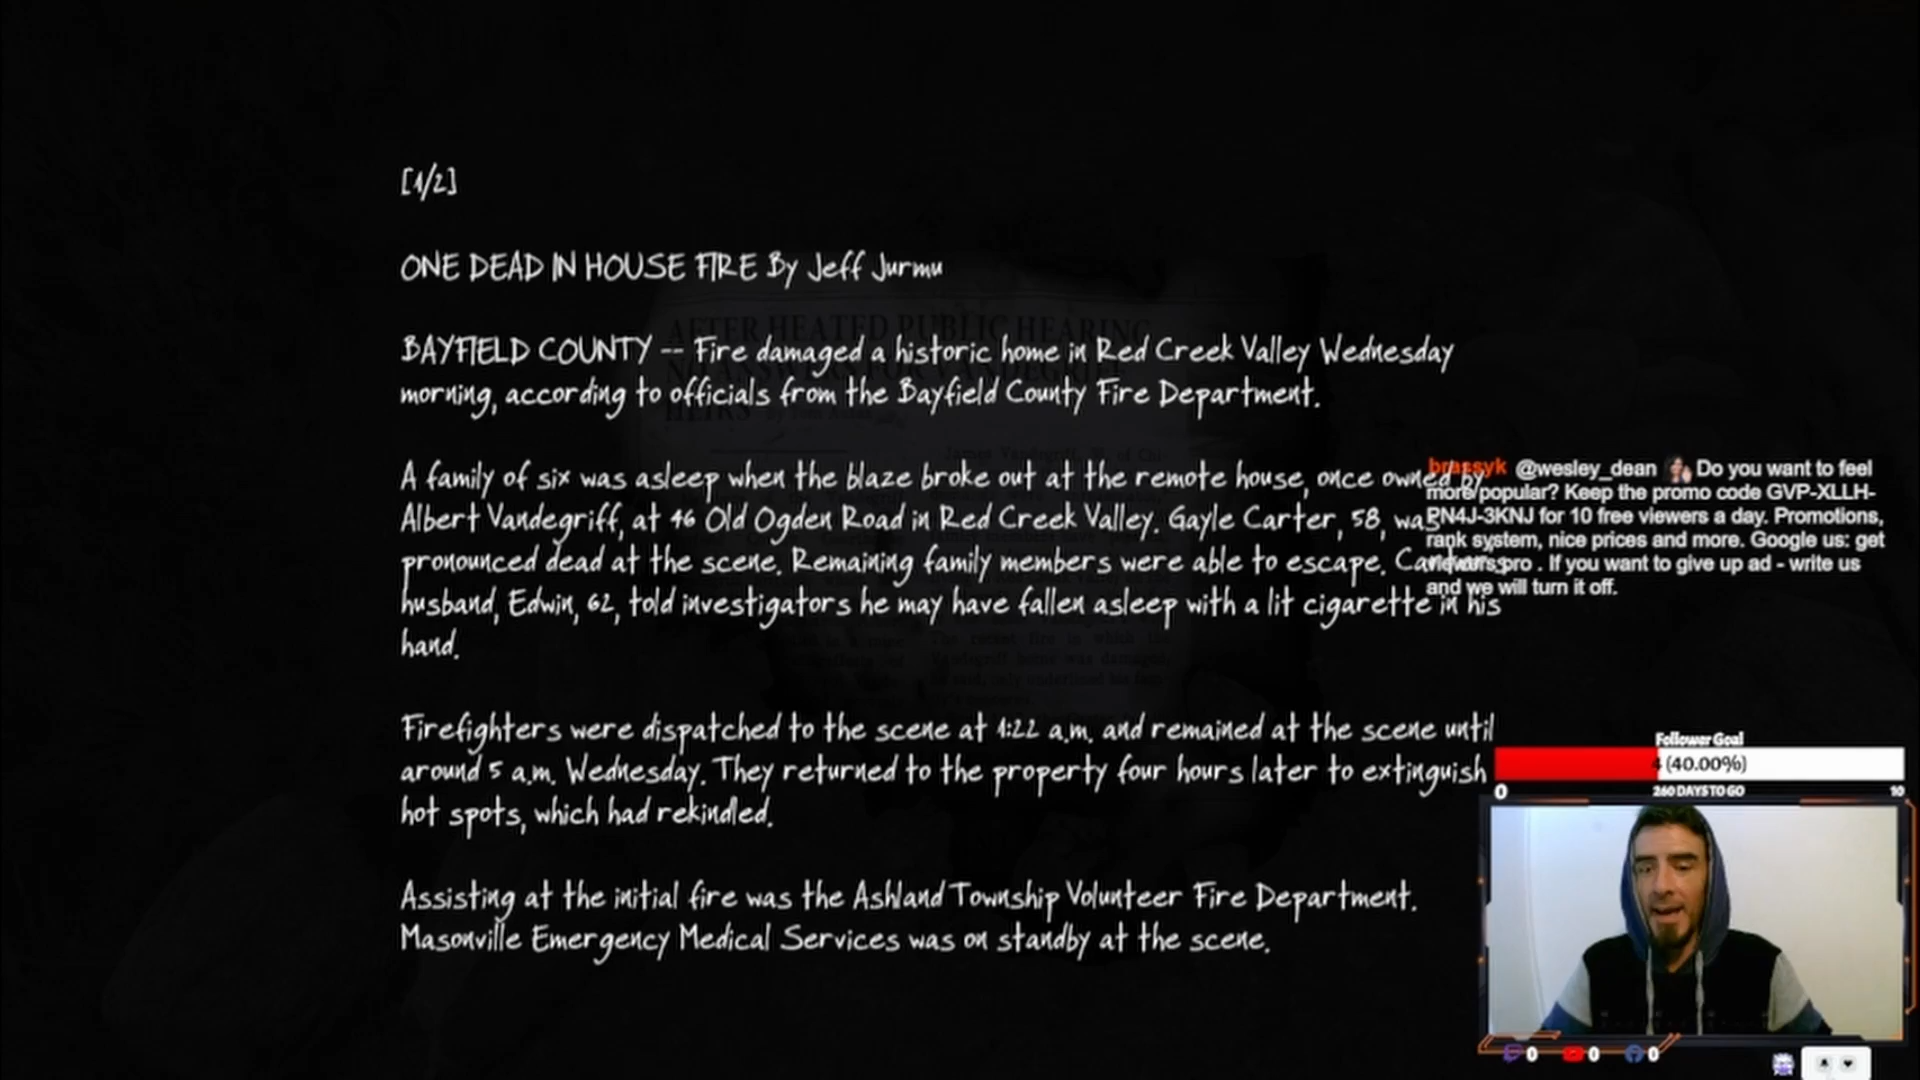 [1/2]
ONE DEAD IN HOUSE FIRE By Jeff Jurmu
AFTER HEATED PUBLIC HEARING
BAYFIELD COUNTY -- Fire damaged a historic home in Red Creek Valley Wednesday
morning, according to officials from the Bayfield County Fire Department.
HEIRS
A family of six was asleep when the blaze broke out at the remote house, once owned by
Albert Vandegriff, at 46 Old Ogden Road in Red Creek Valley. Gayle Carter, 58, was
pronounced dead at the scene. Remaining family members were able to escape.
husband, Edwin, 62, told investigators he may have fallen asleep with a lit cigarette in his
hand.
Firefighters were dispatched to the scene at 1:22 a.m. and remained at the scene until
around 5 a.m. Wednesday. They returned to the property four hours later to extinguish
hot spots, which had rekindled.
Assisting at the initial fire was the Ashland Township Volunteer Fire Department.
Masonville Emergency Medical Services was on standby at the scene.
brassyk @wesley_dean Do you want to feel
more popular? Keep the promo code GVP-XLLH-
PN4J-3KNJ for 10 free viewers a day. Promotions,
rank system, nice prices and more. Google us: get
viewers pro . If you want to give up ad - write us
and we will turn it off.
Follower Goal
4 (40.00%)
0 260 DAYS TO GO 10
0 0 0